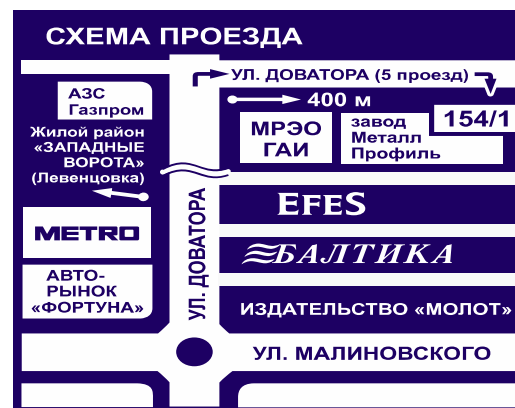 СХЕМА ПРОЕЗДА
УЛ. ДОВАТОРА (5 проезд)
АЗС
Газпром
400 м
154/1
МРЭО
ГАИ
завод
Металл
Профиль
Жилой район
«ЗАПАДНЫЕ
ВОРОТА»
(Левенцовка)
УЛ. ДОВАТОРА
EFES
METRO
БАЛТИКА
АВТО-
РЫНОК
«ФОРТУНА»
ИЗДАТЕЛЬСТВО «МОЛОТ»
УЛ. МАЛИНОВСКОГО